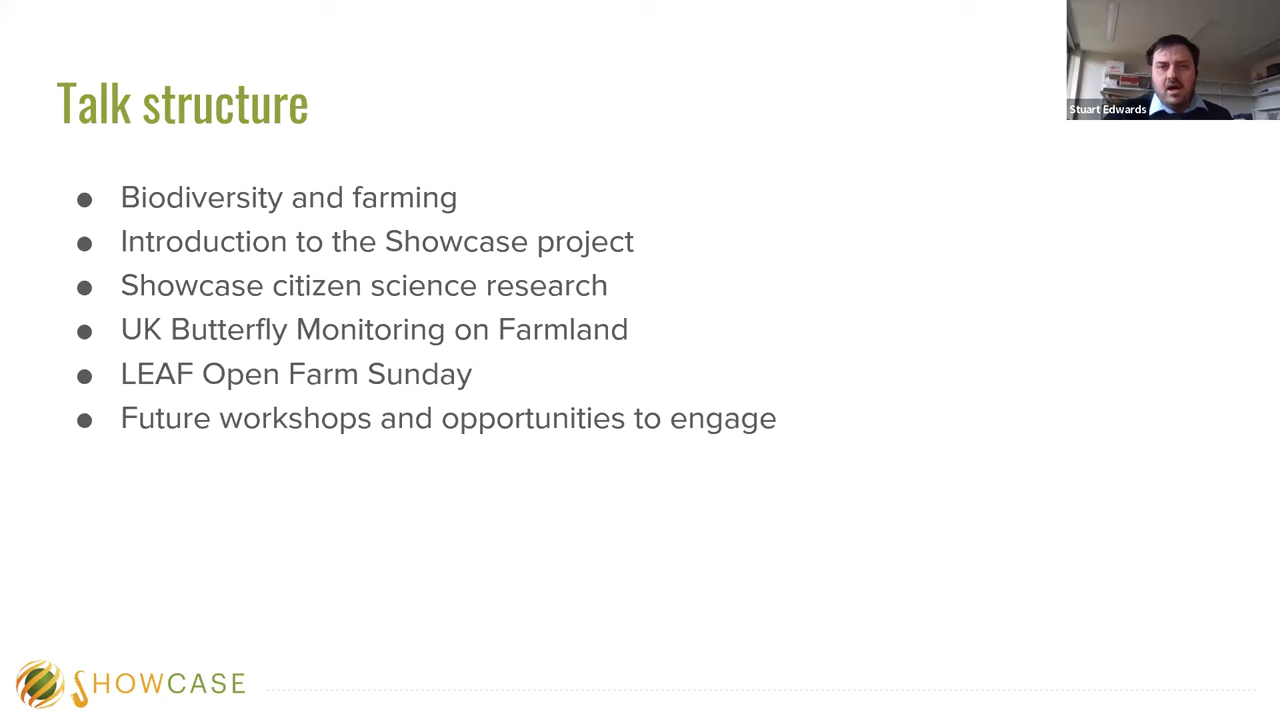 Talk structure
Stuart Edwards
● Biodiversity and farming
● Introduction to the Showcase project
● Showcase citizen science research
● UK Butterfly Monitoring on Farmland
● LEAF Open Farm Sunday
● Future workshops and opportunities to engage
SHOWCASE